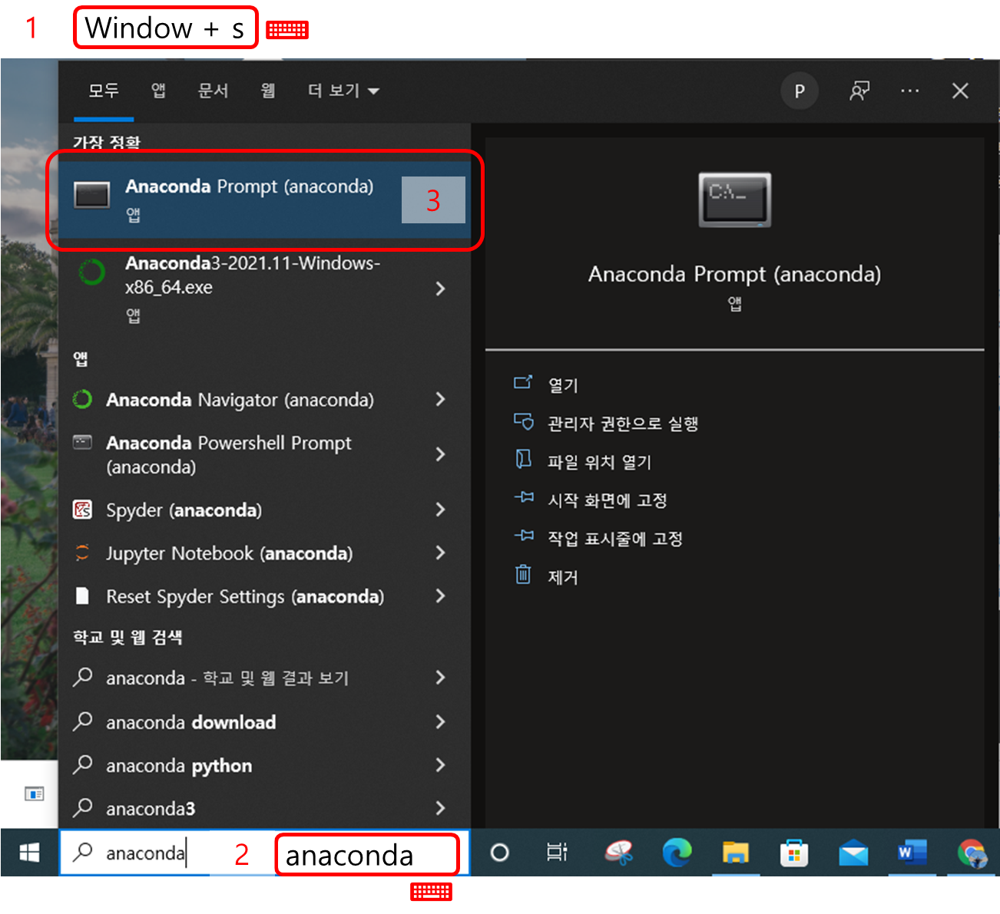 1 Window + s
모두 앱 문서 웹 더 보기 P
가장 정확
Anaconda Prompt (anaconda)
앱
3
Anaconda3-2021.11-Windows-
x86_64.exe
앱
앱
Anaconda Navigator (anaconda)
Anaconda Powershell Prompt
(anaconda)
Spyder (anaconda)
Jupyter Notebook (anaconda)
Reset Spyder Settings (anaconda)
학교 및 웹 검색
anaconda - 학교 및 웹 결과 보기
anaconda download
anaconda python
anaconda3
C:\_
Anaconda Prompt (anaconda)
앱
열기
관리자 권한으로 실행
파일 위치 열기
시작 화면에 고정
작업 표시줄에 고정
제거
anaconda 2 anaconda